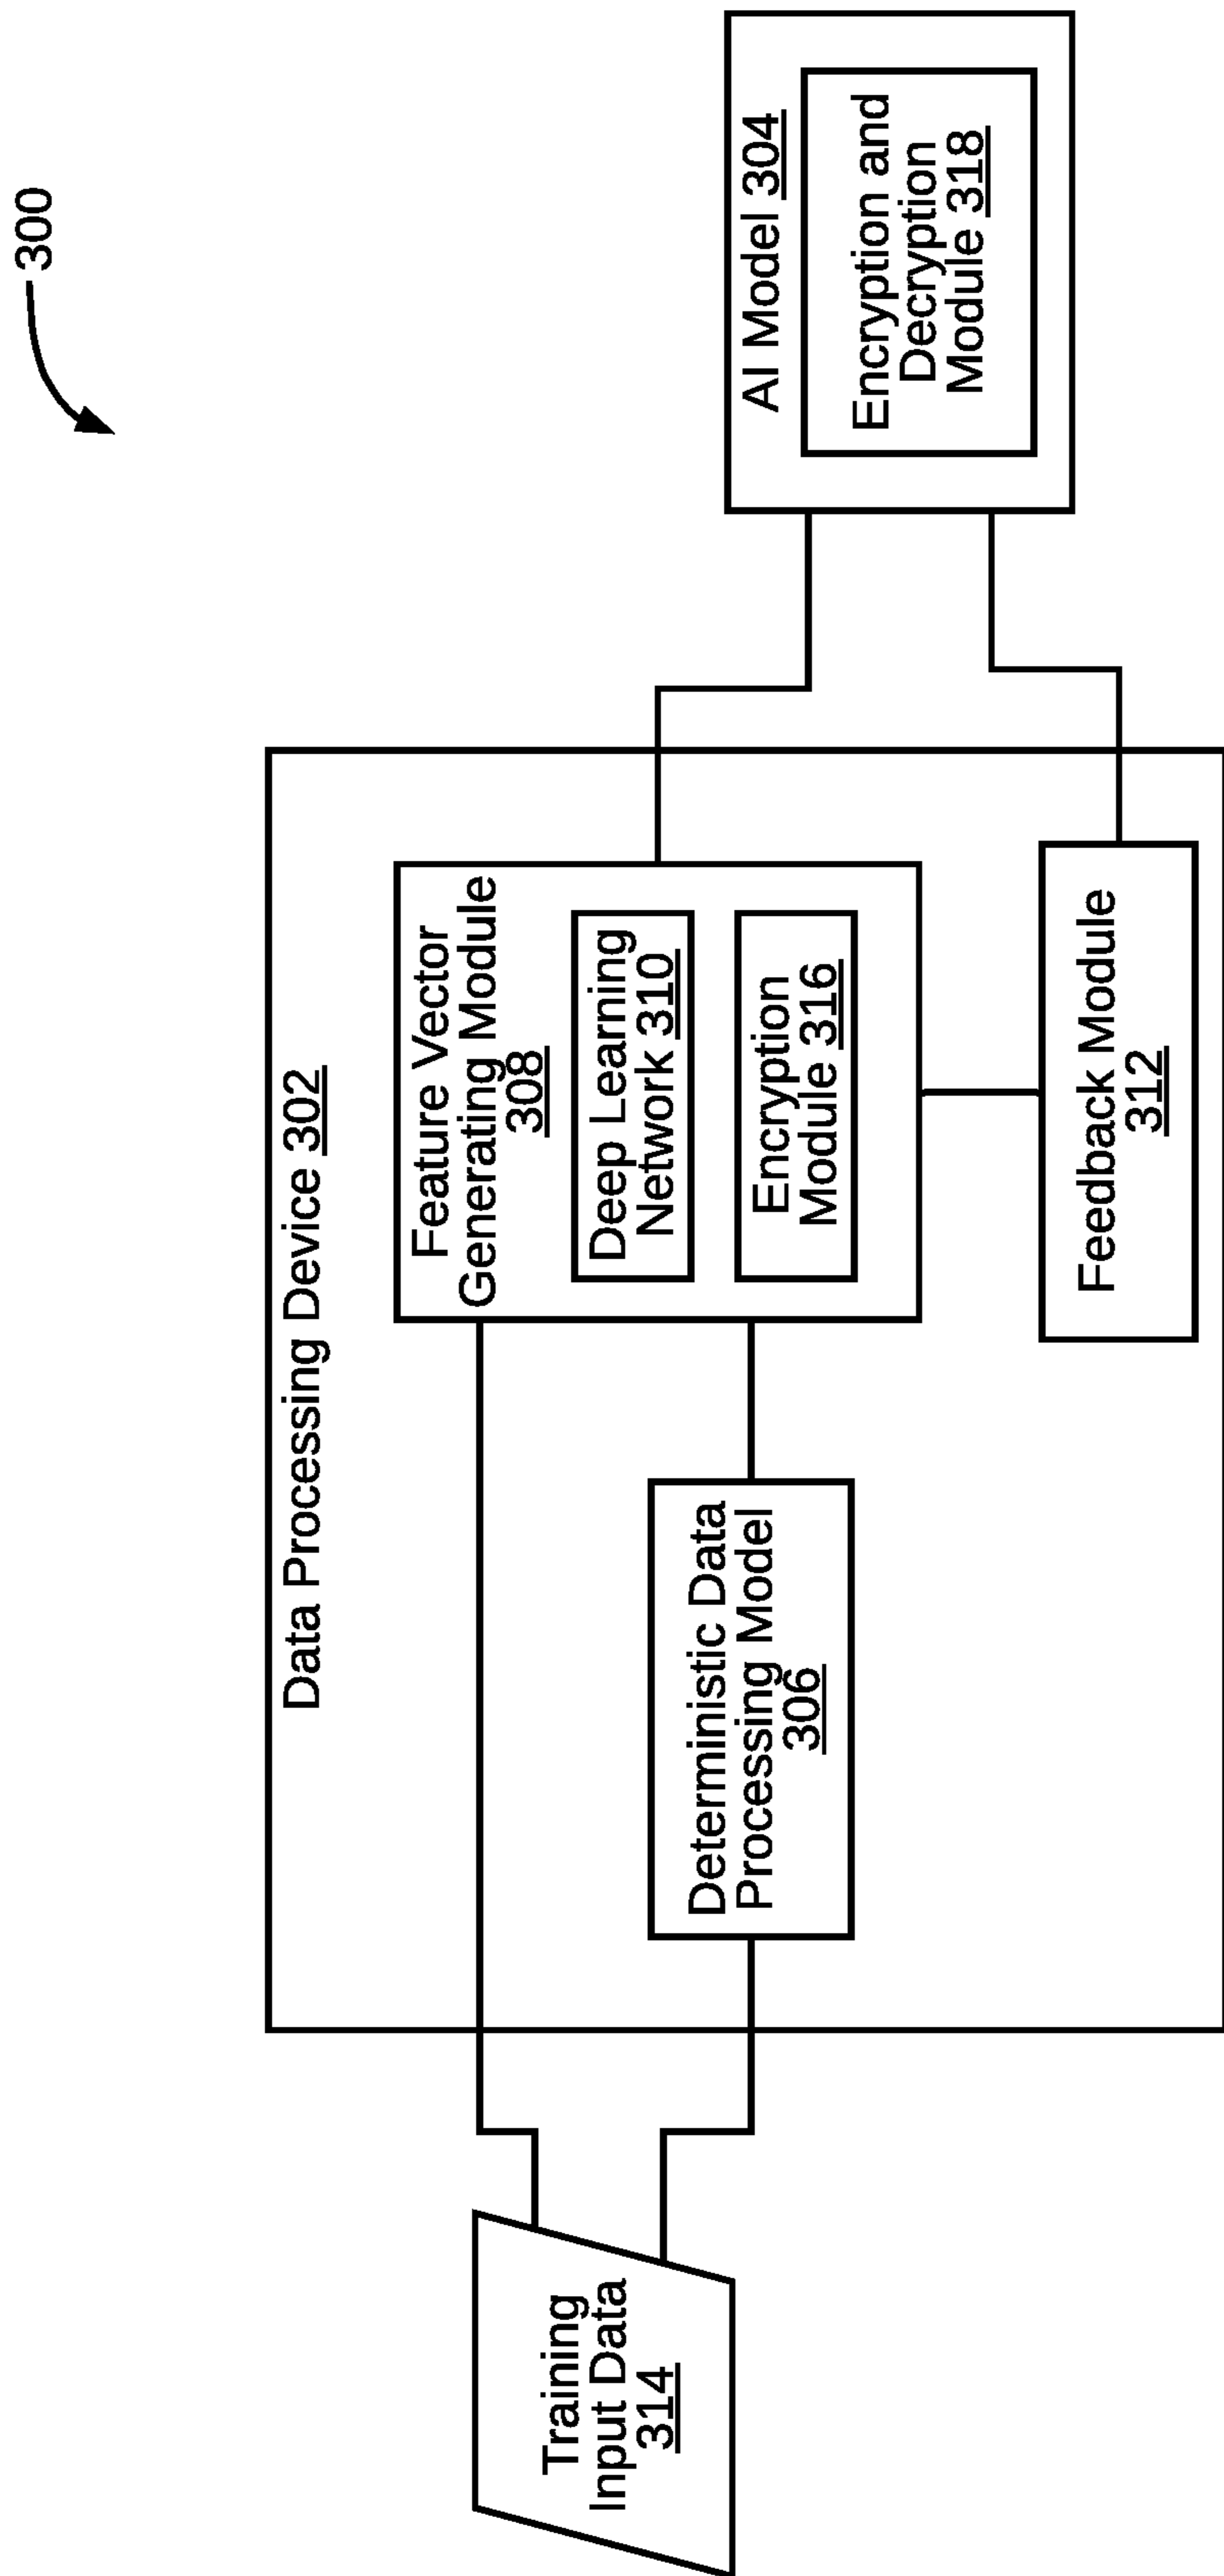 300
Data Processing Device 302
Training
Input Data
314
Deterministic Data
Processing Model
306
Feature Vector
Generating Module
308
Deep Learning
Network 310
Encryption
Module 316
Feedback Module
312
AI Model 304
Encryption and
Decryption
Module 318